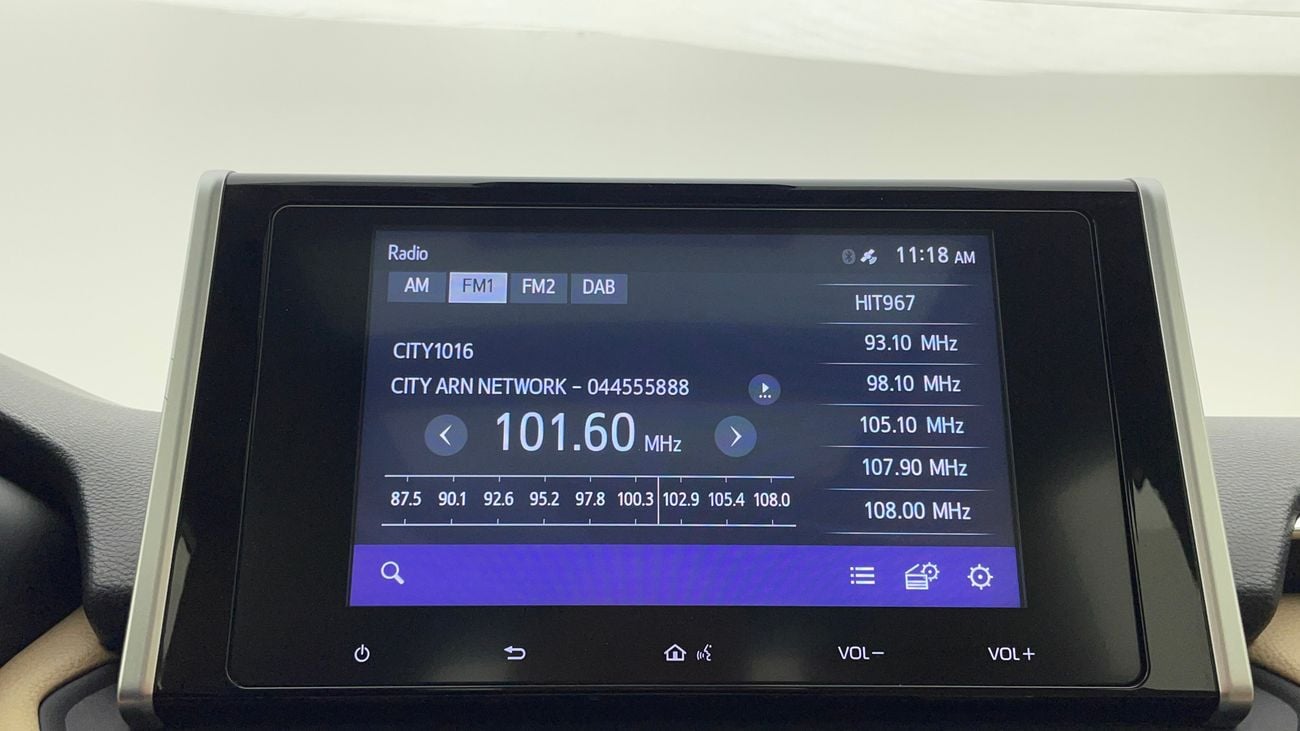 Radio
11:18 AM
AM FM1 FM2 DAB
CITY1016
CITY ARN NETWORK - 044555888
101.60 MHz
87.5 90.1 92.6 95.2 97.8 100.3 102.9 105.4 108.0
HIT967
93.10 MHz
98.10 MHz
105.10 MHz
107.90 MHz
108.00 MHz
VOL− VOL+